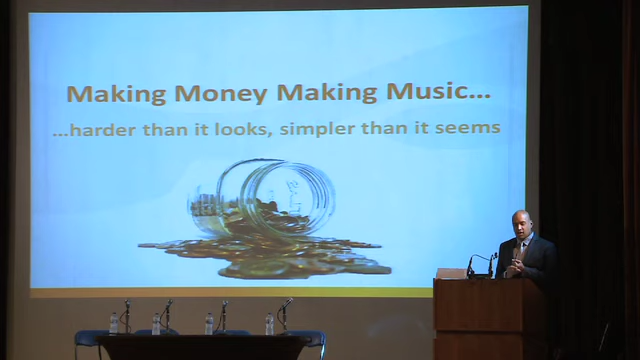 Making Money Making Music...
...harder than it looks, simpler than it seems